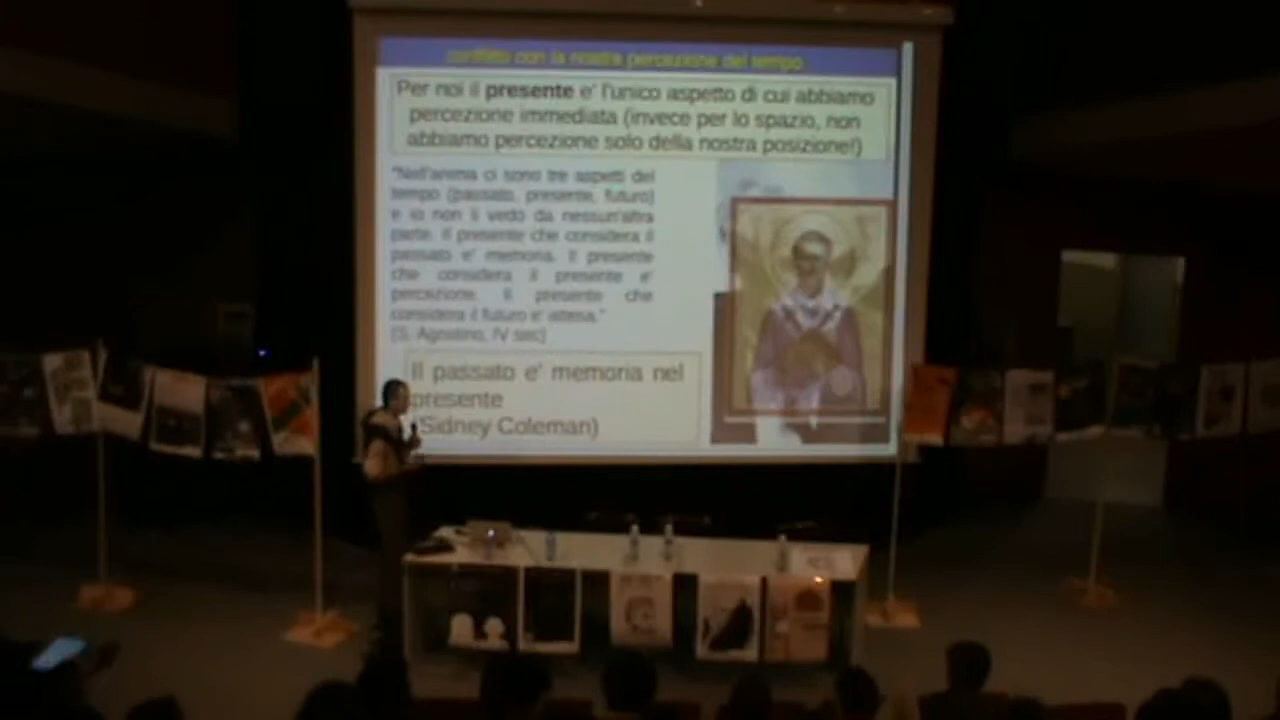 conflitto con la nostra percezione del tempo
Per noi il presente e' l'unico aspetto di cui abbiamo
percezione immediata (invece per lo spazio, non
abbiamo percezione solo della nostra posizione!)
"Nell'anima ci sono tre aspetti del
tempo (passato, presente, futuro)
e io non li vedo da nessun'altra
parte. Il presente che considera il
passato e' memoria. Il presente
che considera il presente e'
percezione. Il presente che
considera il futuro e' attesa."
(S. Agostino, IV sec)
Il passato e' memoria nel
presente
(Sidney Coleman)